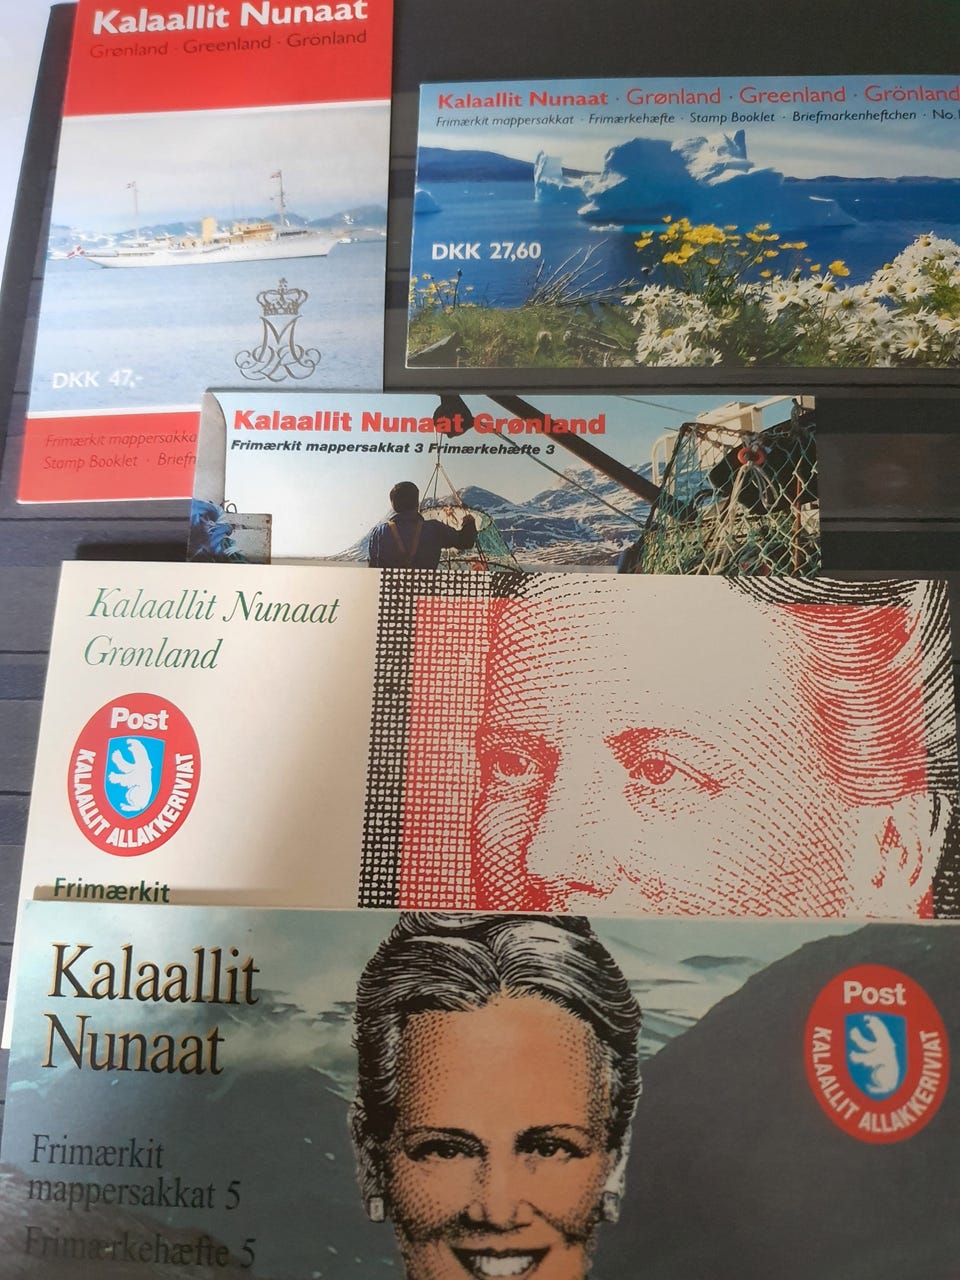 Kalaallit Nunaat
Grønland · Greenland · Grönland
DKK 47,-
Frimærkit mappersakka
Stamp Booklet · Briefm
Kalaallit Nunaat · Grønland · Greenland · Grönland
Frimærkit mappersakkat · Frimærkehæfte · Stamp Booklet · Briefmarkenheftchen · No.
DKK 27,60
Kalaallit Nunaat Grønland
Frimærkit mappersakkat 3 Frimærkehæfte 3
Kalaallit Nunaat
Grønland
Post
KALAALLIT ALLAKKERIVIAT
Frimærkit
Kalaallit
Nunaat
Post
KALAALLIT ALLAKKERIVIAT
Frimærkit
mappersakkat 5
Frimærkehæfte 5